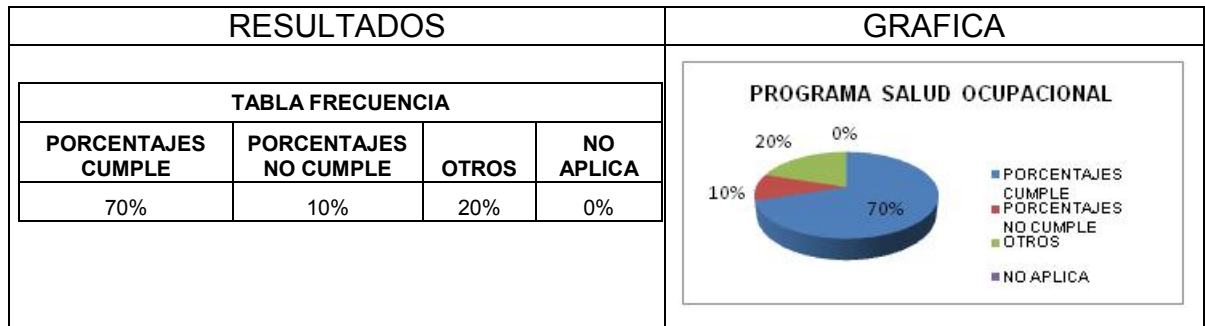 RESULTADOS
GRAFICA
TABLA FRECUENCIA
PORCENTAJES CUMPLE
PORCENTAJES NO CUMPLE
OTROS
NO APLICA
70%
10%
20%
0%
PROGRAMA SALUD OCUPACIONAL
20%
0%
10%
70%
PORCENTAJES
CUMPLE
PORCENTAJES
NO CUMPLE
OTROS
NO APLICA